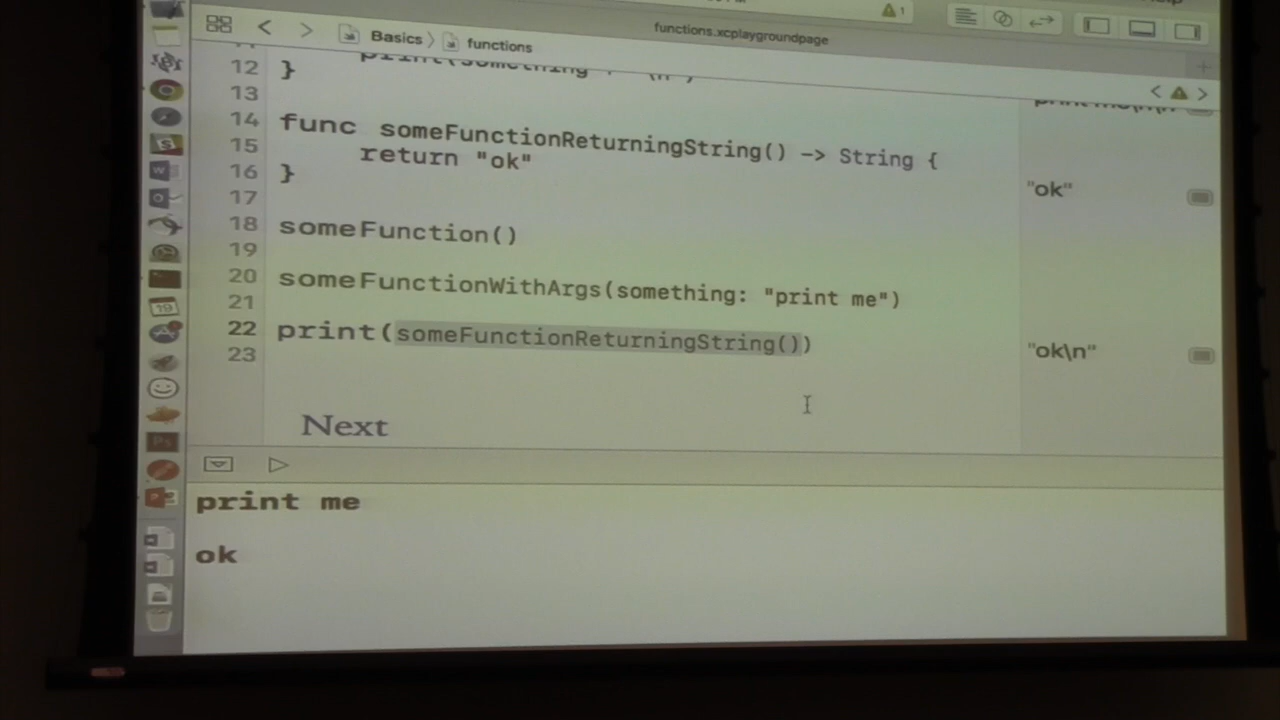 functions.xcplaygroundpage
1
Basics 〉 functions
12 }
13
14 func someFunctionReturningString() -> String {
15 return "ok"
16 }
"ok"
17
18 someFunction()
19
20 someFunctionWithArgs(something: "print me")
21
22 print(someFunctionReturningString())
"ok\n"
23
Next
print me
ok